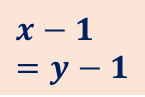 x − 1
= y − 1